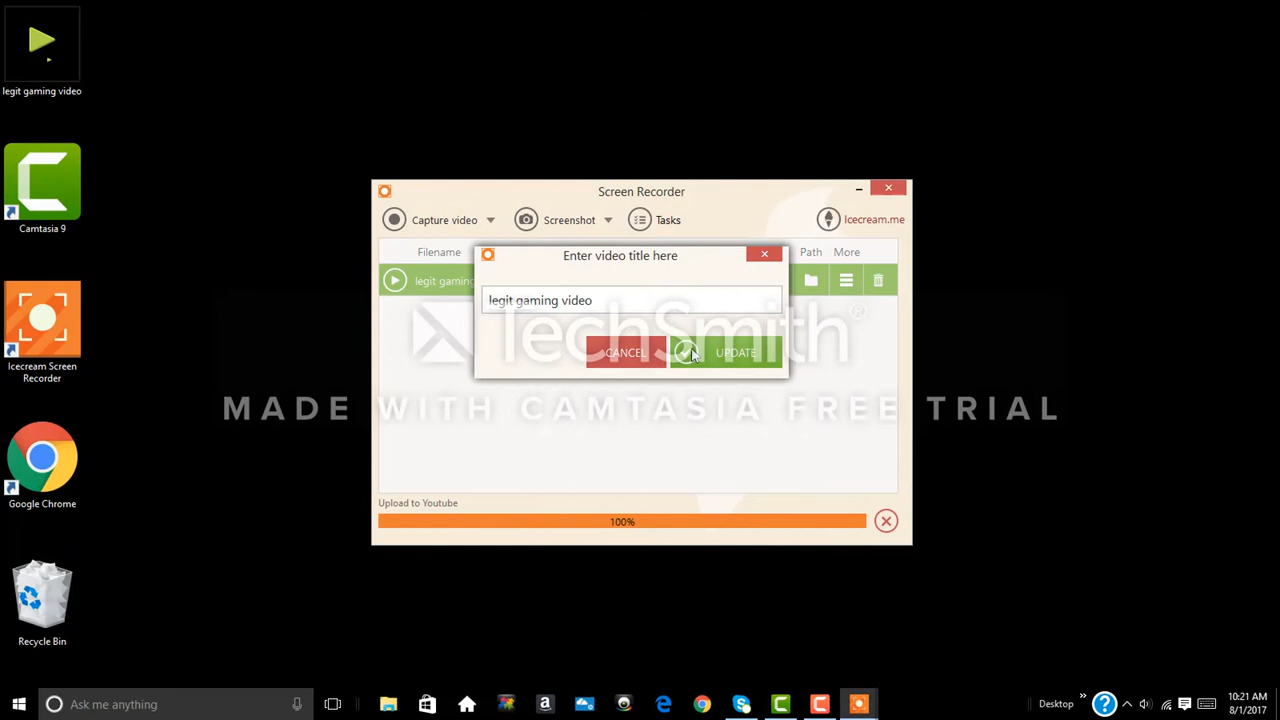 legit gaming video
Camtasia 9
Icecream Screen
Recorder
Google Chrome
Recycle Bin
Screen Recorder
Capture video
Screenshot
Tasks
Icecream.me
Filename
Path
More
legit gaming
Enter video title here
legit gaming video
CANCEL
UPDATE
TechSmith®
MADE WITH CAMTASIA FREE TRIAL
Upload to Youtube
100%
Ask me anything
Desktop
10:21 AM
8/1/2017